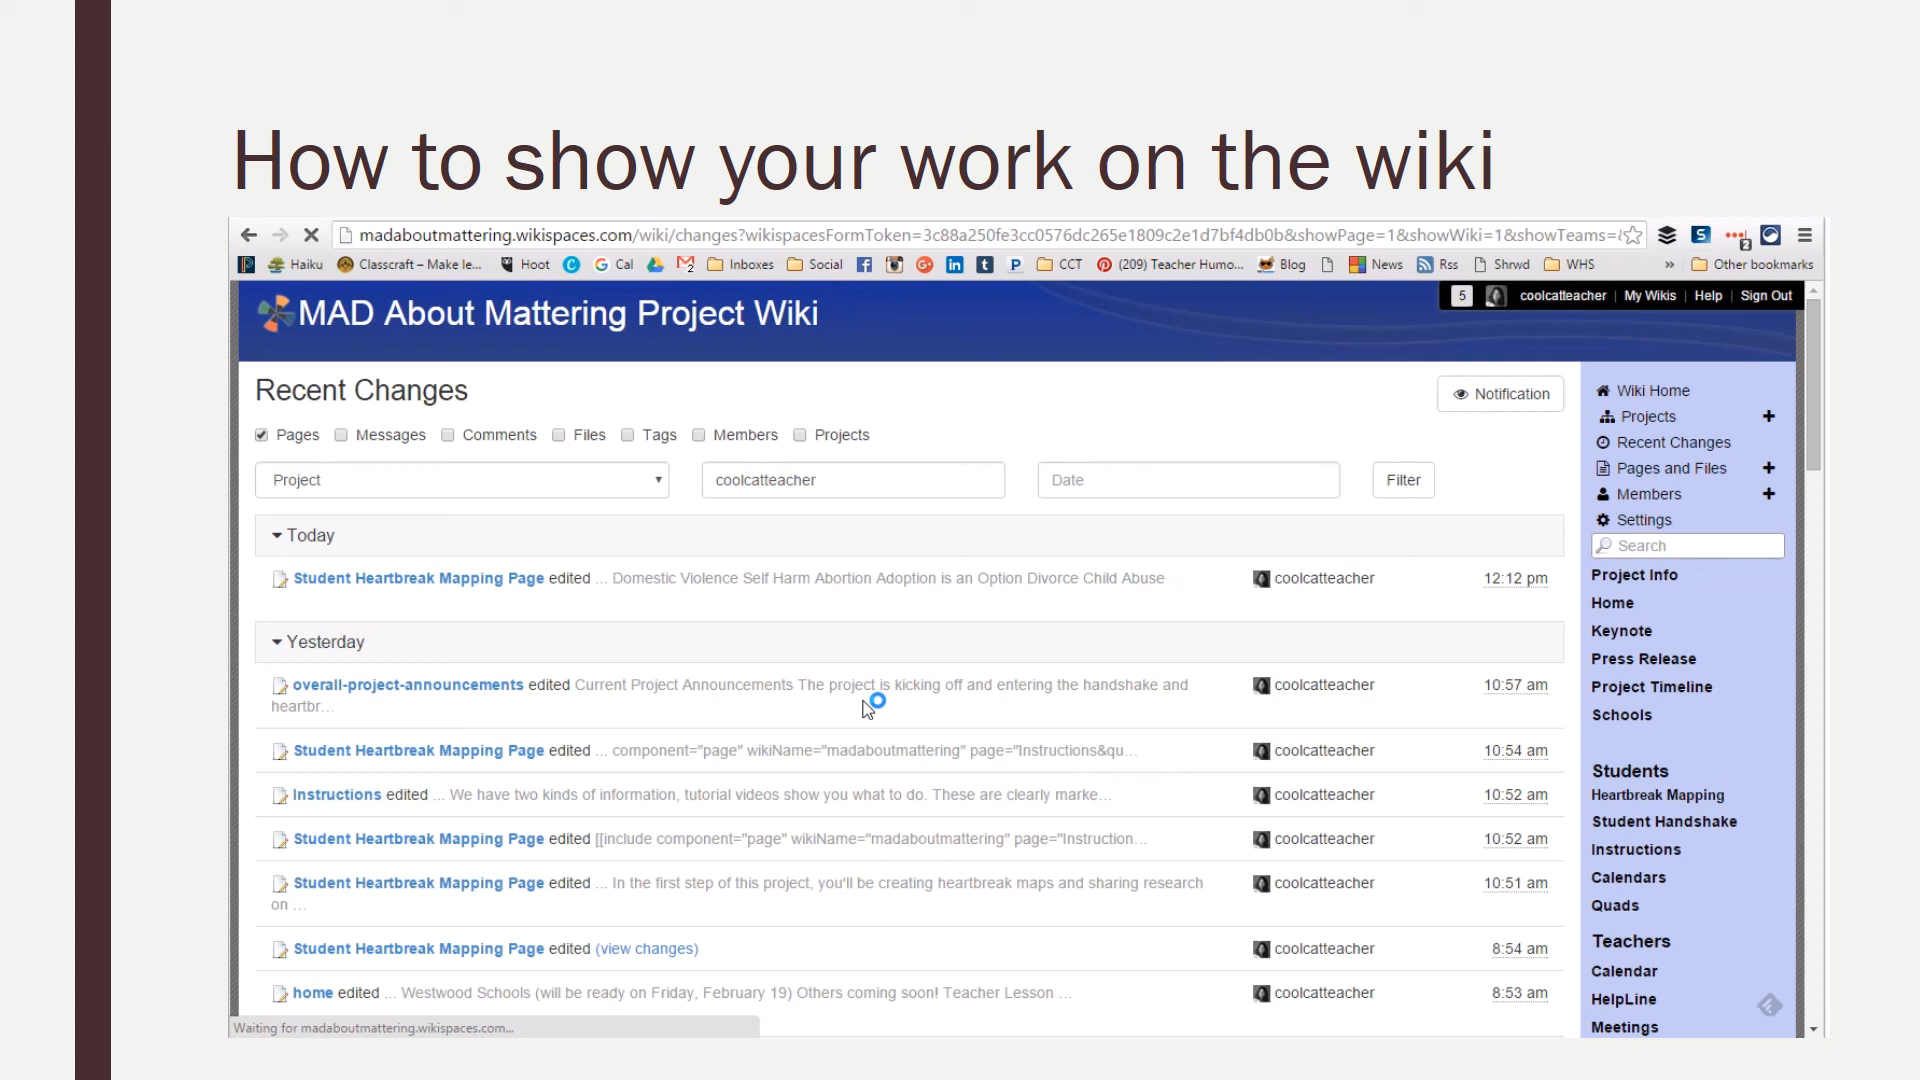 How to show your work on the wiki
madaboutmattering.wikispaces.com/wiki/changes?wikispacesFormToken=3c88a250fe3cc0576dc265e1809c2e1d7bf4db0b&showPage=1&showWiki=1&showTeams=
Haiku Classcraft – Make le... Hoot Cal Inboxes Social CCT (209) Teacher Humo... Blog News Rss Shrwd WHS » Other bookmarks
MAD About Mattering Project Wiki
5 coolcatteacher | My Wikis | Help | Sign Out
Recent Changes
Notification
Pages Messages Comments Files Tags Members Projects
Project coolcatteacher Date Filter
Today
Student Heartbreak Mapping Page edited ... Domestic Violence Self Harm Abortion Adoption is an Option Divorce Child Abuse coolcatteacher 12:12 pm
Yesterday
overall-project-announcements edited Current Project Announcements The project is kicking off and entering the handshake and coolcatteacher 10:57 am
heartbr...
Student Heartbreak Mapping Page edited ... component="page" wikiName="madaboutmattering" page="Instructions&qu... coolcatteacher 10:54 am
Instructions edited ... We have two kinds of information, tutorial videos show you what to do. These are clearly marke... coolcatteacher 10:52 am
Student Heartbreak Mapping Page edited [[include component="page" wikiName="madaboutmattering" page="Instruction... coolcatteacher 10:52 am
Student Heartbreak Mapping Page edited ... In the first step of this project, you'll be creating heartbreak maps and sharing research coolcatteacher 10:51 am
on ...
Student Heartbreak Mapping Page edited (view changes) coolcatteacher 8:54 am
home edited ... Westwood Schools (will be ready on Friday, February 19) Others coming soon! Teacher Lesson ... coolcatteacher 8:53 am
Waiting for madaboutmattering.wikispaces.com...
Wiki Home
Projects
Recent Changes
Pages and Files
Members
Settings
Search
Project Info
Home
Keynote
Press Release
Project Timeline
Schools
Students
Heartbreak Mapping
Student Handshake
Instructions
Calendars
Quads
Teachers
Calendar
HelpLine
Meetings